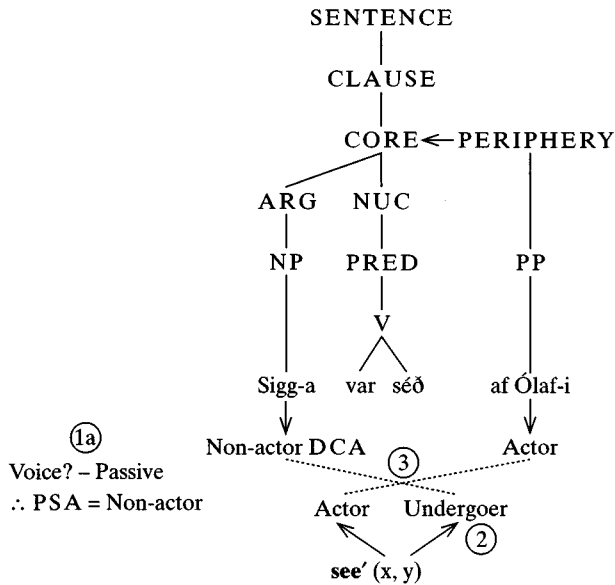 SENTENCE
CLAUSE
CORE PERIPHERY
ARG NUC
NP PRED PP
V
Sigg-a var séð af Ólaf-i
1a
Non-actor DCA 3 Actor
Voice? – Passive
∴ PSA = Non-actor
Actor Undergoer
2
see′ (x, y)